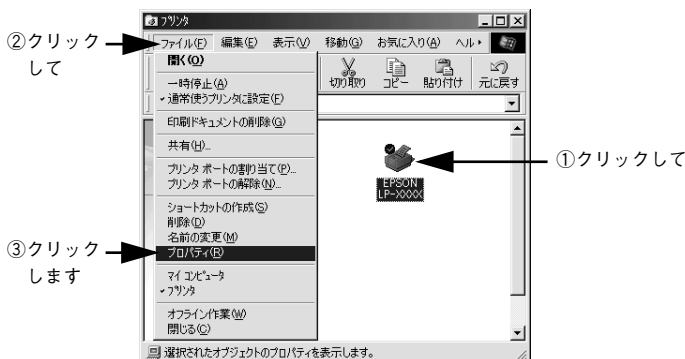 プリンタ
ファイル(F) 編集(E) 表示(V) 移動(G) お気に入り(A) ヘル
切り取り コピー 貼り付け 元に戻す
開く(O)
一時停止(A)
通常使うプリンタに設定(F)
印刷ドキュメントの削除(G)
共有(H)...
プリンタ ポートの割り当て(P)...
プリンタ ポートの解除(N)...
ショートカットの作成(S)
削除(D)
名前の変更(M)
プロパティ(R)
マイ コンピュータ
プリンタ
オフライン作業(W)
閉じる(C)
EPSON
LP-XXXX
選択されたオブジェクトのプロパティを表示します。
①クリックして
②クリック
して
③クリック
します